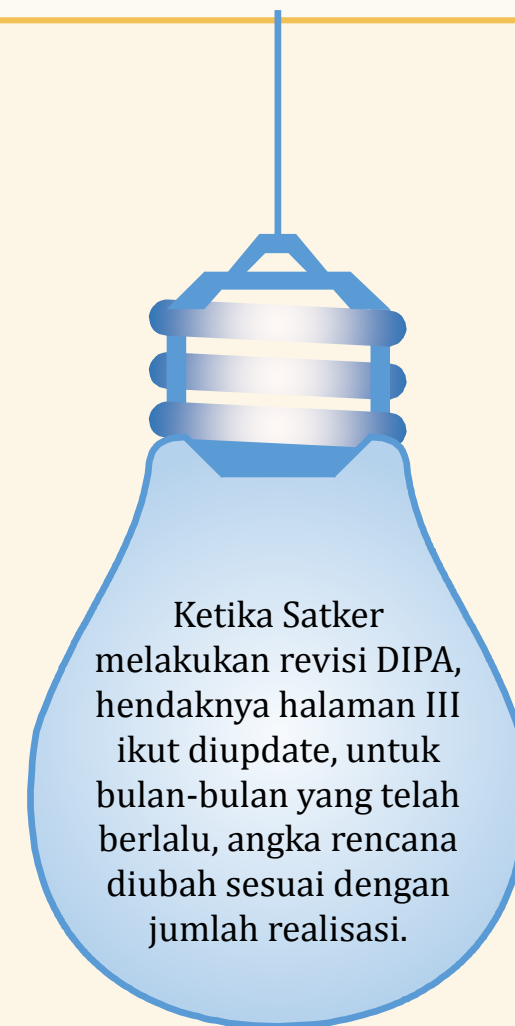 Ketika Satker
melakukan revisi DIPA,
hendaknya halaman III
ikut diupdate, untuk
bulan-bulan yang telah
berlalu, angka rencana
diubah sesuai dengan
jumlah realisasi.